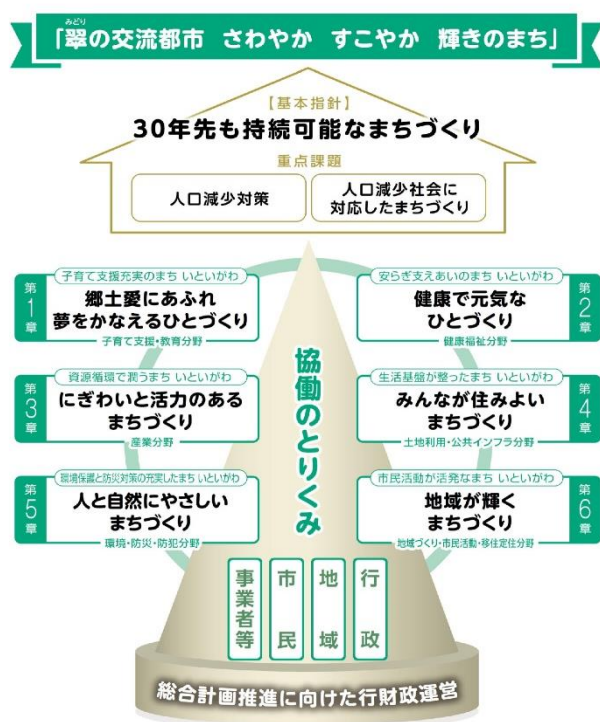 みどり
「翠の交流都市 さわやか すこやか 輝きのまち」
【基本指針】
30年先も持続可能なまちづくり
重点課題
人口減少対策
人口減少社会に
対応したまちづくり
第1章
子育て支援充実のまち いといがわ
郷土愛にあふれ
夢をかなえるひとづくり
子育て支援・教育分野
第2章
安らぎ支えあいのまち いといがわ
健康で元気な
ひとづくり
健康福祉分野
第3章
資源循環で潤うまち いといがわ
にぎわいと活力のある
まちづくり
産業分野
第4章
生活基盤が整ったまち いといがわ
みんなが住みよい
まちづくり
土地利用・公共インフラ分野
第5章
環境保護と防災対策の充実したまち いといがわ
人と自然にやさしい
まちづくり
環境・防災・防犯分野
第6章
市民活動が活発なまち いといがわ
地域が輝く
まちづくり
地域づくり・市民活動・移住定住分野
協働のとりくみ
事業者等
市民
地域
行政
総合計画推進に向けた行財政運営